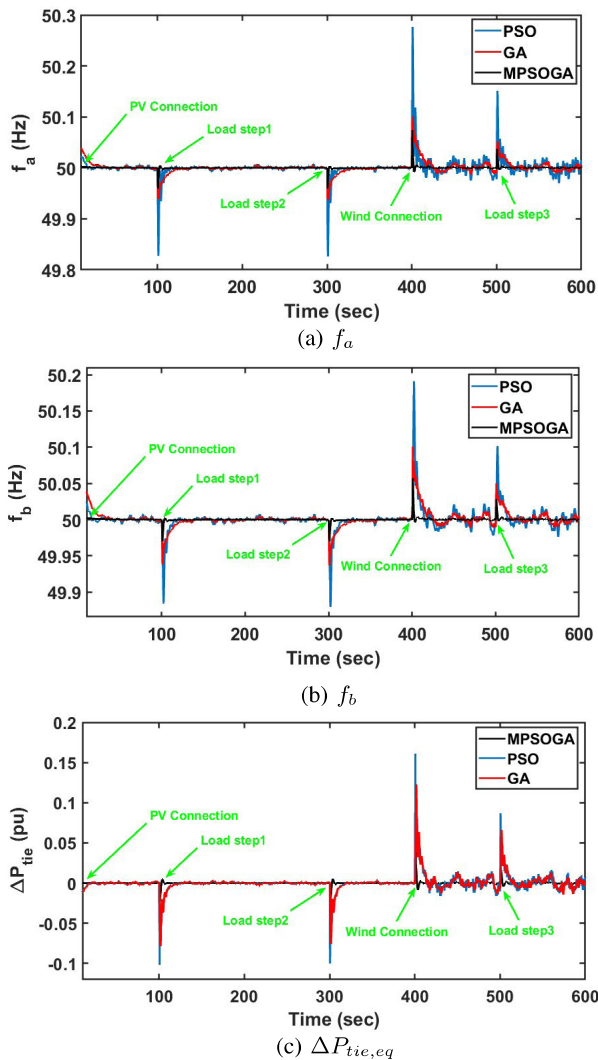 50.3
PSO
GA
MPSOGA
50.2
f_a (Hz)
50.1
PV Connection
Load step1
50
Load step2
Wind Connection
Load step3
49.9
49.8
100 200 300 400 500 600
Time (sec)
(a) f_a
50.2
PSO
GA
MPSOGA
50.15
f_b (Hz)
50.1
PV Connection
50.05
Load step1
50
Load step2
Wind Connection
Load step3
49.95
49.9
100 200 300 400 500 600
Time (sec)
(b) f_b
0.2
MPSOGA
PSO
GA
0.15
ΔP_tie (pu)
0.1
PV Connection
0.05
Load step1
0
Load step2
Wind Connection
Load step3
-0.05
-0.1
100 200 300 400 500 600
Time (sec)
(c) ΔP_tie,eq